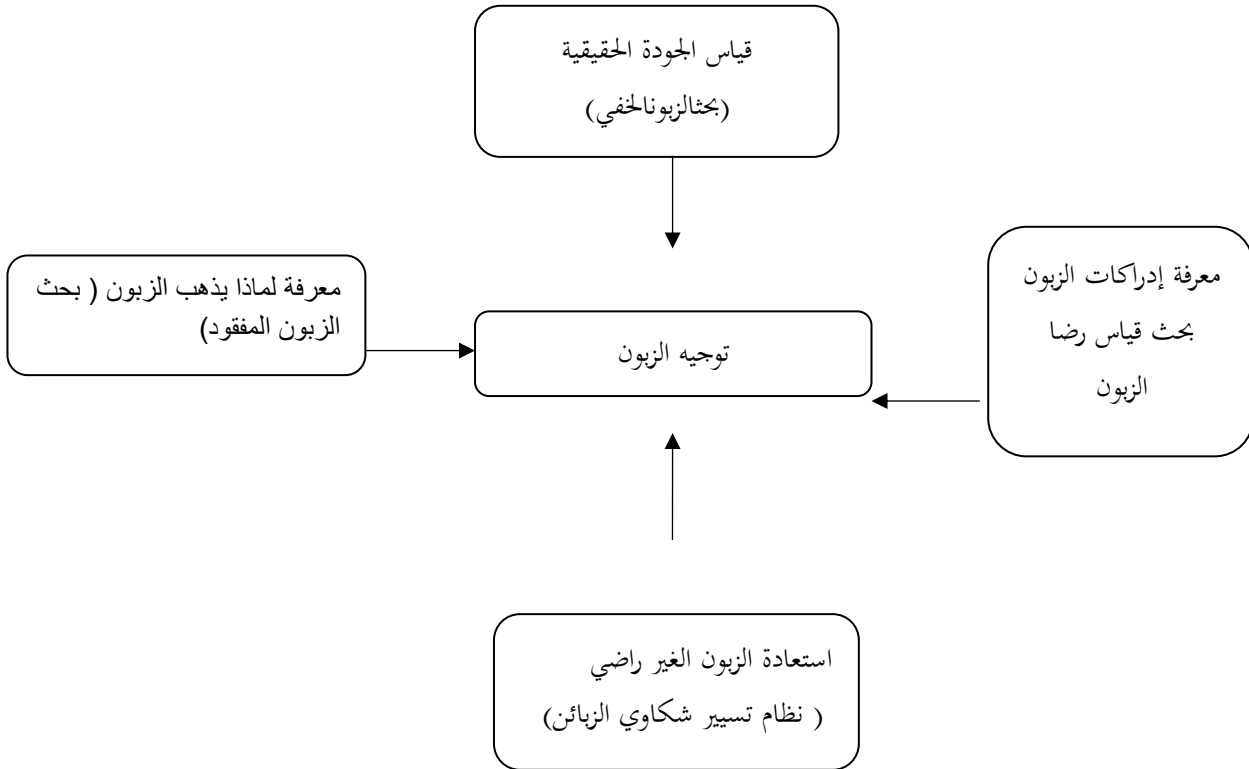 قياس الجودة الحقيقية
(بحثالزبونالخفي)
معرفة إدراكات الزبون
بحث قياس رضا
الزبون
معرفة لماذا يذهب الزبون ( بحث
الزبون المفقود)
توجيه الزبون
استعادة الزبون الغير راضي
( نظام تسيير شكاوي الزبائن)